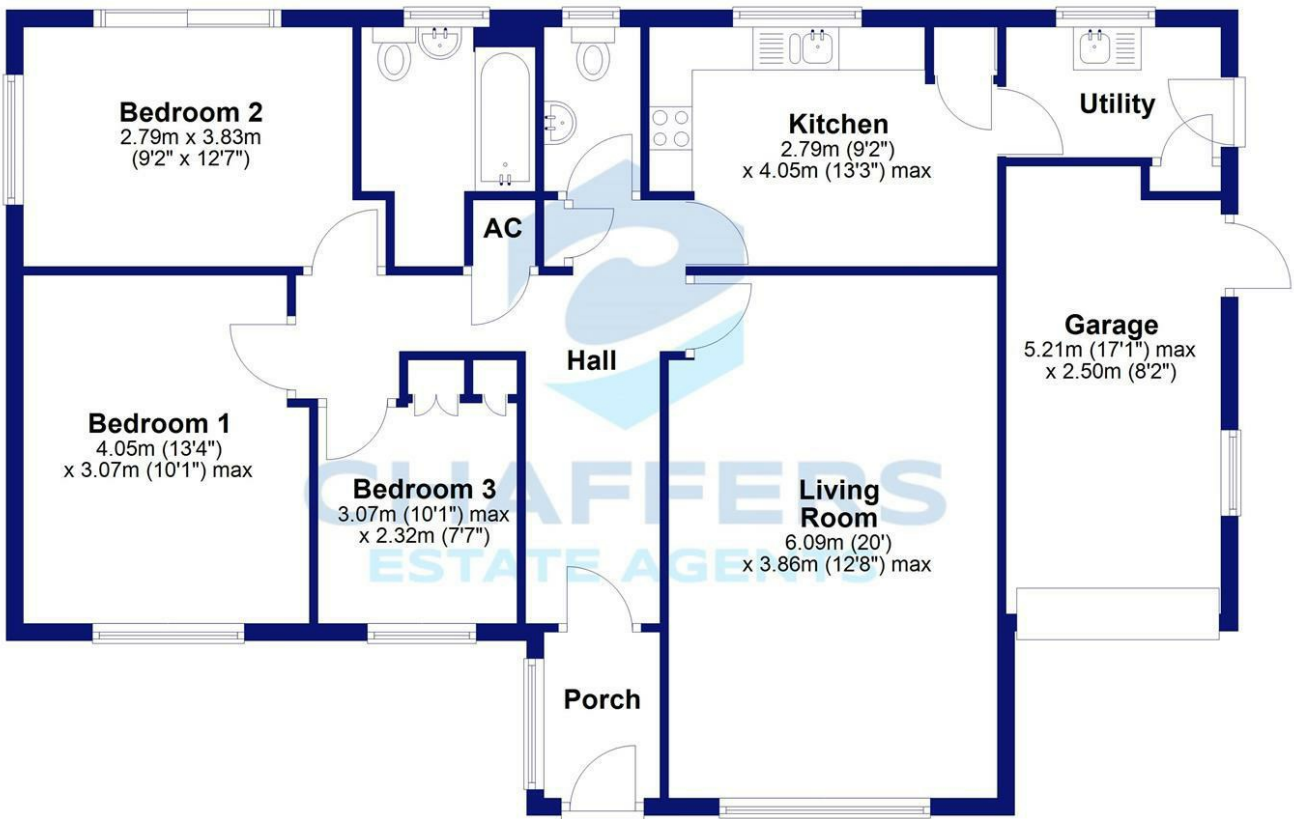 Bedroom 2
2.79m x 3.83m
(9'2" x 12'7")
AC
Kitchen
2.79m (9'2")
x 4.05m (13'3") max
Utility
Hall
Garage
5.21m (17'1") max
x 2.50m (8'2")
Bedroom 1
4.05m (13'4")
x 3.07m (10'1") max
Bedroom 3
3.07m (10'1") max
x 2.32m (7'7")
Living
Room
6.09m (20')
x 3.86m (12'8") max
CHAFFERS
ESTATE AGENTS
Porch